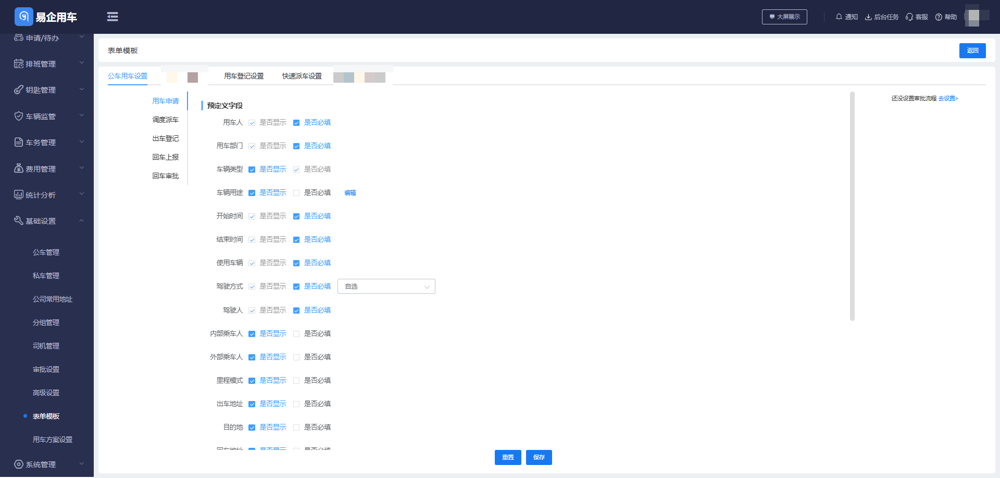 易企用车
大屏展示
通知
后台任务
客服
帮助
申请/待办
排班管理
钥匙管理
车辆监管
车务管理
费用管理
统计分析
基础设置
公车管理
私车管理
公司常用地址
分组管理
司机管理
审批设置
高级设置
表单模板
用车方案设置
系统管理
表单模板
返回
公车用车设置
用车登记设置
快速派车设置
用车申请
调度派车
出车登记
回车上报
回车审批
预定义字段
用车人 是否显示 是否必填
用车部门 是否显示 是否必填
车辆类型 是否显示 是否必填
车辆用途 是否显示 是否必填 编辑
开始时间 是否显示 是否必填
结束时间 是否显示 是否必填
使用车辆 是否显示 是否必填
驾驶方式 是否显示 是否必填 自选
驾驶人 是否显示 是否必填
内部乘车人 是否显示 是否必填
外部乘车人 是否显示 是否必填
里程模式 是否显示 是否必填
出车地址 是否显示 是否必填
目的地 是否显示 是否必填
回车地址 是否显示 是否必填
还没设置审批流程 去设置>
重置
保存